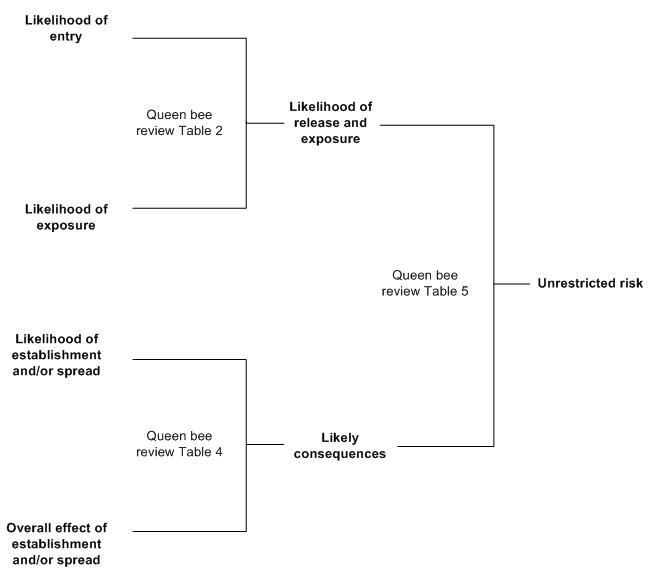 Likelihood of
entry
Queen bee
review Table 2
Likelihood of
release and
exposure
Likelihood of
exposure
Queen bee
review Table 5
Unrestricted risk
Likelihood of
establishment
and/or spread
Queen bee
review Table 4
Likely
consequences
Overall effect of
establishment
and/or spread